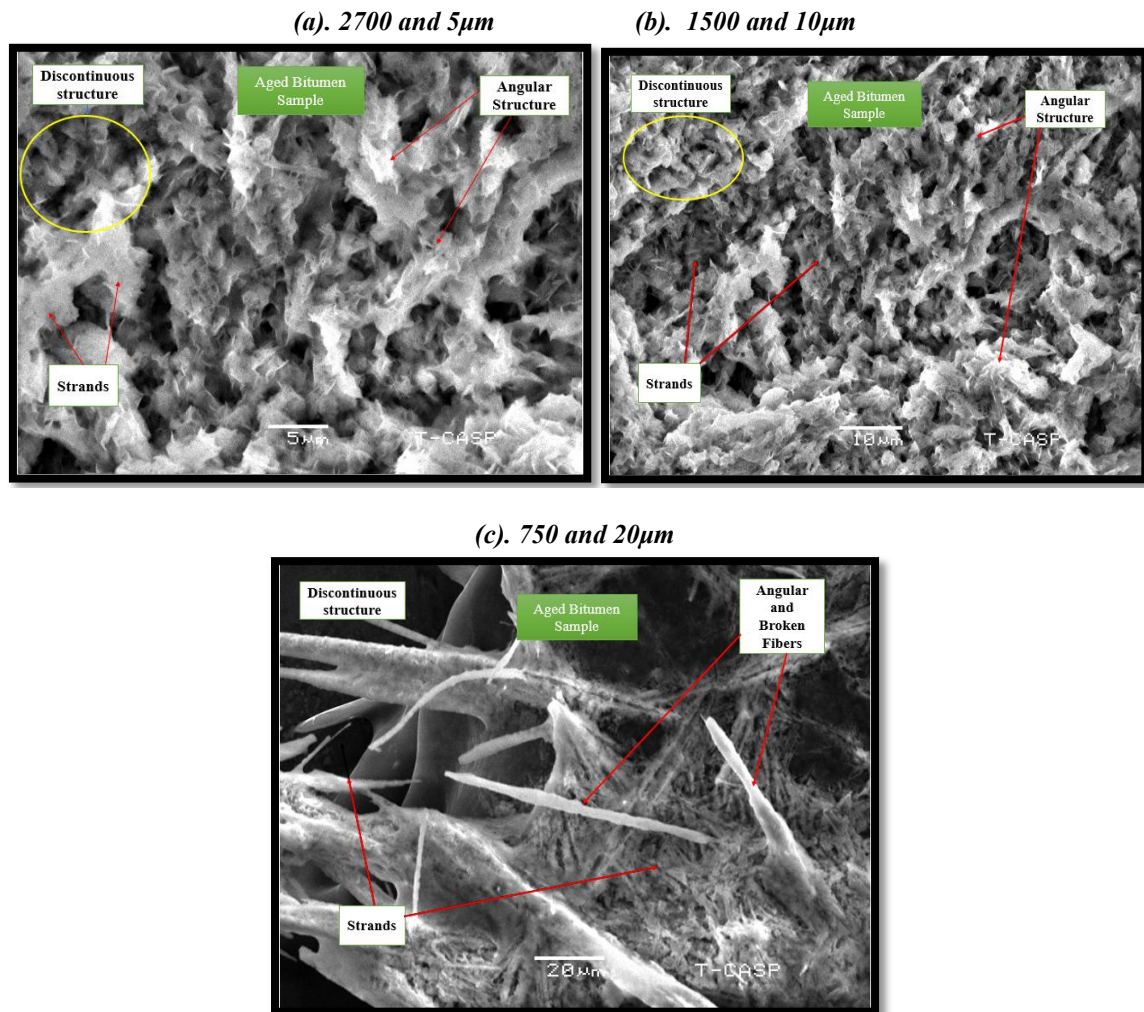 (a). 2700 and 5µm
(b). 1500 and 10µm
Discontinuous
structure
Aged Bitumen
Sample
Angular
Structure
Strands
5µm
T-CASP
Discontinuous
structure
Aged Bitumen
Sample
Angular
Structure
Strands
10µm
T-CASP
(c). 750 and 20µm
Discontinuous
structure
Aged Bitumen
Sample
Angular
and
Broken
Fibers
Strands
20µm
T-CASP